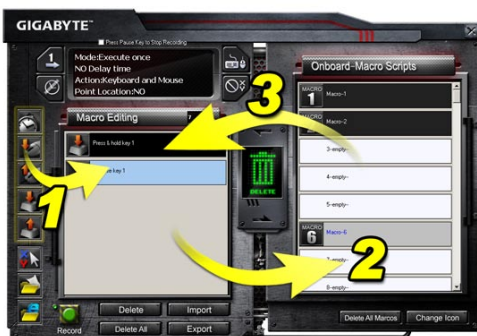 GIGABYTE™
Press Pause Key to Stop Recording
1
Mode:Execute once
NO Delay time
Action:Keyboard and Mouse
Point Location:NO
Onboard-Macro Scripts
Macro Editing
7
Press & hold key 1
key 1
DELETE
1
2
3
MACRO
1
Macro-1
MACRO
Macro-2
3-empty-
4-empty-
5-empty-
MACRO
6
Macro-6
7-empty-
8-empty-
Record
Delete
Import
Delete All
Export
Delete All Marcos
Change Icon